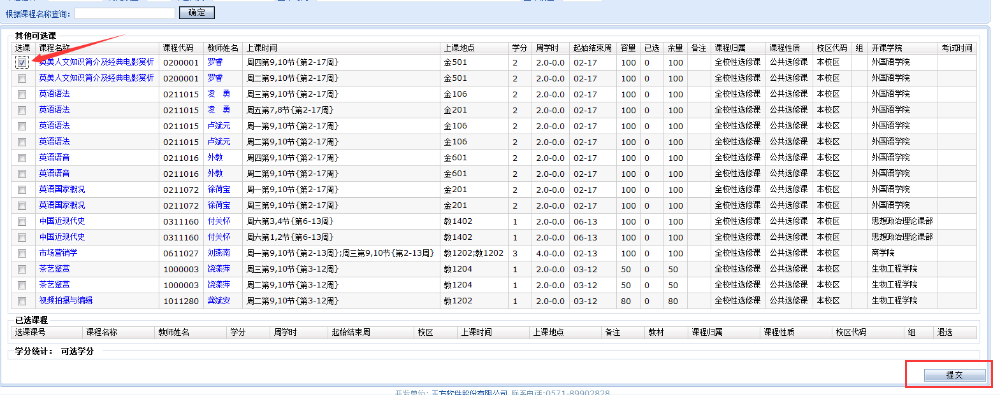 根据课程名称查询： 确定
其他可选课
选课 课程名称 课程代码 教师姓名 上课时间 上课地点 学分 周学时 起始结束周 容量 已选 余量 备注 课程归属 课程性质 校区代码 组 开课学院 考试时间
英美人文知识简介及经典电影赏析 0200001 罗睿 周四第9,10节{第2-17周} 金501 2 2.0-0.0 02-17 100 0 100 全校性选修课 公共选修课 本校区 外国语学院
英美人文知识简介及经典电影赏析 0200001 罗睿 周二第9,10节{第2-17周} 金501 2 2.0-0.0 02-17 100 0 100 全校性选修课 公共选修课 本校区 外国语学院
英语语法 0211015 凌 勇 周三第9,10节{第2-17周} 金106 2 2.0-0.0 02-17 100 0 100 全校性选修课 公共选修课 本校区 外国语学院
英语语法 0211015 凌 勇 周五第7,8节{第2-17周} 金201 2 2.0-0.0 02-17 100 0 100 全校性选修课 公共选修课 本校区 外国语学院
英语语法 0211015 卢斌元 周一第9,10节{第2-17周} 金106 2 2.0-0.0 02-17 100 0 100 全校性选修课 公共选修课 本校区 外国语学院
英语语法 0211015 卢斌元 周二第9,10节{第2-17周} 金106 2 2.0-0.0 02-17 100 0 100 全校性选修课 公共选修课 本校区 外国语学院
英语语音 0211016 外教 周四第9,10节{第2-17周} 金601 2 2.0-0.0 02-17 100 0 100 全校性选修课 公共选修课 本校区 外国语学院
英语语音 0211016 外教 周二第9,10节{第2-17周} 金601 2 2.0-0.0 02-17 100 0 100 全校性选修课 公共选修课 本校区 外国语学院
英语国家概况 0211072 徐荷宝 周一第9,10节{第2-17周} 金201 2 2.0-0.0 02-17 100 0 100 全校性选修课 公共选修课 本校区 外国语学院
英语国家概况 0211072 徐荷宝 周三第9,10节{第2-17周} 金201 2 2.0-0.0 02-17 100 0 100 全校性选修课 公共选修课 本校区 外国语学院
中国近现代史 0311160 付关怀 周六第3,4节{第6-13周} 教1402 1 2.0-0.0 06-13 100 0 100 全校性选修课 公共选修课 本校区 思想政治理论课部
中国近现代史 0311160 付关怀 周六第1,2节{第6-13周} 教1402 1 2.0-0.0 06-13 100 0 100 全校性选修课 公共选修课 本校区 思想政治理论课部
市场营销学 0611027 刘燕南 周一第9,10节{第2-13周};周三第9,10节{第2-13周} 教1202;教1202 3 4.0-0.0 02-13 100 0 100 全校性选修课 公共选修课 本校区 商学院
茶艺鉴赏 1000003 饶漾萍 周三第9,10节{第3-12周} 教1204 1 2.0-0.0 03-12 50 0 50 全校性选修课 公共选修课 本校区 生物工程学院
茶艺鉴赏 1000003 饶漾萍 周二第9,10节{第3-12周} 教1204 1 2.0-0.0 03-12 50 0 50 全校性选修课 公共选修课 本校区 生物工程学院
视频拍摄与编辑 1011280 龚斌安 周二第9,10节{第3-12周} 教1202 1 2.0-0.0 03-12 80 0 80 全校性选修课 公共选修课 本校区 生物工程学院
已选课程
选课课号 课程名称 教师姓名 学分 周学时 起始结束周 校区 上课时间 上课地点 备注 教材 课程归属 课程性质 校区代码 组 退选
学分统计： 可选学分
提交
开发单位: 正方软件股份有限公司 联系电话:0571-89902828